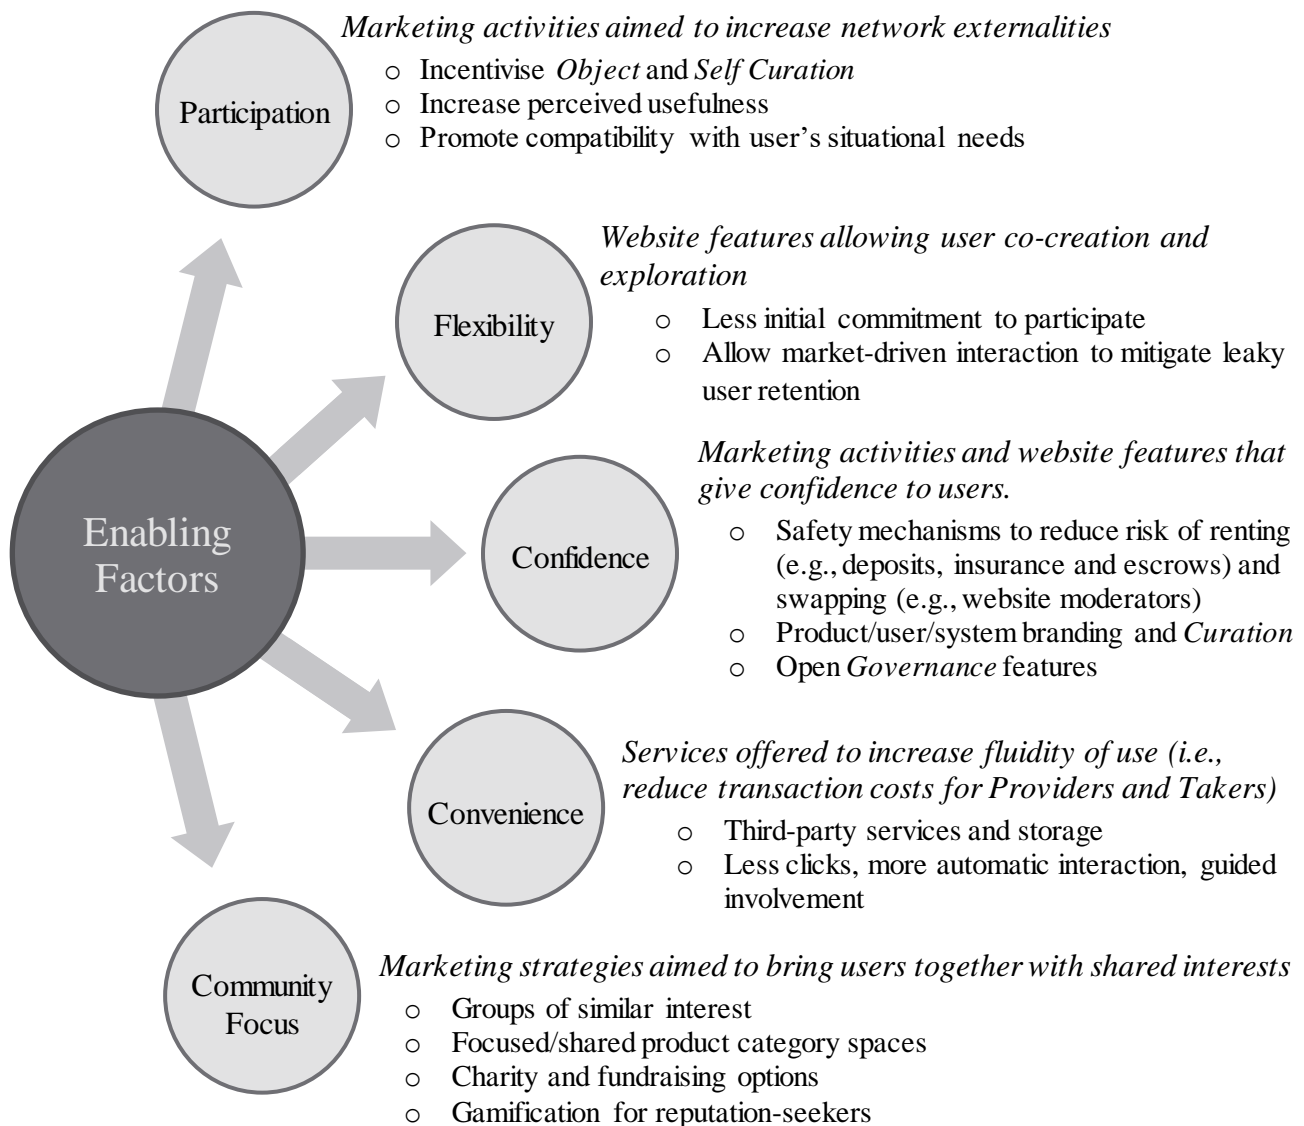 Marketing activities aimed to increase network externalities
Participation
o Incentivise Object and Self Curation
o Increase perceived usefulness
o Promote compatibility with user’s situational needs
Website features allowing user co-creation and
exploration
Flexibility
o Less initial commitment to participate
o Allow market-driven interaction to mitigate leaky
user retention
Enabling
Factors
Marketing activities and website features that
give confidence to users.
Confidence
o Safety mechanisms to reduce risk of renting
(e.g., deposits, insurance and escrows) and
swapping (e.g., website moderators)
o Product/user/system branding and Curation
o Open Governance features
Services offered to increase fluidity of use (i.e.,
reduce transaction costs for Providers and Takers)
Convenience
o Third-party services and storage
o Less clicks, more automatic interaction, guided
involvement
Marketing strategies aimed to bring users together with shared interests
Community
Focus
o Groups of similar interest
o Focused/shared product category spaces
o Charity and fundraising options
o Gamification for reputation-seekers